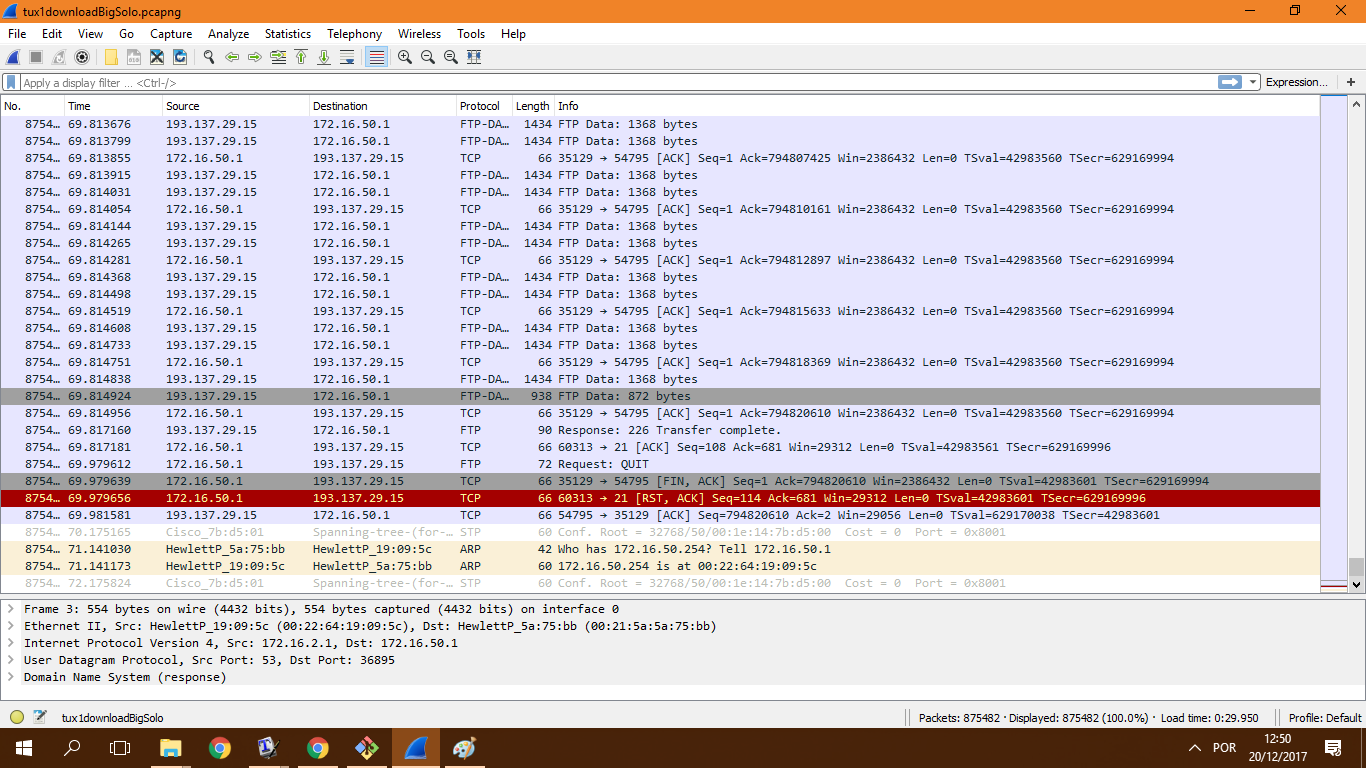 tux1downloadBigSolo.pcapng
File Edit View Go Capture Analyze Statistics Telephony Wireless Tools Help
Apply a display filter ... <Ctrl-/> Expression... +
No. Time Source Destination Protocol Length Info
8754… 69.813676 193.137.29.15 172.16.50.1 FTP-DA… 1434 FTP Data: 1368 bytes
8754… 69.813799 193.137.29.15 172.16.50.1 FTP-DA… 1434 FTP Data: 1368 bytes
8754… 69.813855 172.16.50.1 193.137.29.15 TCP 66 35129 → 54795 [ACK] Seq=1 Ack=794807425 Win=2386432 Len=0 TSval=42983560 TSecr=629169994
8754… 69.813915 193.137.29.15 172.16.50.1 FTP-DA… 1434 FTP Data: 1368 bytes
8754… 69.814031 193.137.29.15 172.16.50.1 FTP-DA… 1434 FTP Data: 1368 bytes
8754… 69.814054 172.16.50.1 193.137.29.15 TCP 66 35129 → 54795 [ACK] Seq=1 Ack=794810161 Win=2386432 Len=0 TSval=42983560 TSecr=629169994
8754… 69.814144 193.137.29.15 172.16.50.1 FTP-DA… 1434 FTP Data: 1368 bytes
8754… 69.814265 193.137.29.15 172.16.50.1 FTP-DA… 1434 FTP Data: 1368 bytes
8754… 69.814281 172.16.50.1 193.137.29.15 TCP 66 35129 → 54795 [ACK] Seq=1 Ack=794812897 Win=2386432 Len=0 TSval=42983560 TSecr=629169994
8754… 69.814368 193.137.29.15 172.16.50.1 FTP-DA… 1434 FTP Data: 1368 bytes
8754… 69.814498 193.137.29.15 172.16.50.1 FTP-DA… 1434 FTP Data: 1368 bytes
8754… 69.814519 172.16.50.1 193.137.29.15 TCP 66 35129 → 54795 [ACK] Seq=1 Ack=794815633 Win=2386432 Len=0 TSval=42983560 TSecr=629169994
8754… 69.814608 193.137.29.15 172.16.50.1 FTP-DA… 1434 FTP Data: 1368 bytes
8754… 69.814733 193.137.29.15 172.16.50.1 FTP-DA… 1434 FTP Data: 1368 bytes
8754… 69.814751 172.16.50.1 193.137.29.15 TCP 66 35129 → 54795 [ACK] Seq=1 Ack=794818369 Win=2386432 Len=0 TSval=42983560 TSecr=629169994
8754… 69.814838 193.137.29.15 172.16.50.1 FTP-DA… 1434 FTP Data: 1368 bytes
8754… 69.814924 193.137.29.15 172.16.50.1 FTP-DA… 938 FTP Data: 872 bytes
8754… 69.814956 172.16.50.1 193.137.29.15 TCP 66 35129 → 54795 [ACK] Seq=1 Ack=794820610 Win=2386432 Len=0 TSval=42983560 TSecr=629169994
8754… 69.817160 193.137.29.15 172.16.50.1 FTP 90 Response: 226 Transfer complete.
8754… 69.817181 172.16.50.1 193.137.29.15 TCP 66 60313 → 21 [ACK] Seq=108 Ack=681 Win=29312 Len=0 TSval=42983561 TSecr=629169996
8754… 69.979612 172.16.50.1 193.137.29.15 FTP 72 Request: QUIT
8754… 69.979639 172.16.50.1 193.137.29.15 TCP 66 35129 → 54795 [FIN, ACK] Seq=1 Ack=794820610 Win=2386432 Len=0 TSval=42983601 TSecr=629169994
8754… 69.979656 172.16.50.1 193.137.29.15 TCP 66 60313 → 21 [RST, ACK] Seq=114 Ack=681 Win=29312 Len=0 TSval=42983601 TSecr=629169996
8754… 69.981581 193.137.29.15 172.16.50.1 TCP 66 54795 → 35129 [ACK] Seq=794820610 Ack=2 Win=29056 Len=0 TSval=629170038 TSecr=42983601
8754… 70.175165 Cisco_7b:d5:01 Spanning-tree-(for-… STP 60 Conf. Root = 32768/50/00:1e:14:7b:d5:00 Cost = 0 Port = 0x8001
8754… 71.141030 HewlettP_5a:75:bb HewlettP_19:09:5c ARP 42 Who has 172.16.50.254? Tell 172.16.50.1
8754… 71.141173 HewlettP_19:09:5c HewlettP_5a:75:bb ARP 60 172.16.50.254 is at 00:22:64:19:09:5c
8754… 72.175824 Cisco_7b:d5:01 Spanning-tree-(for-… STP 60 Conf. Root = 32768/50/00:1e:14:7b:d5:00 Cost = 0 Port = 0x8001
Frame 3: 554 bytes on wire (4432 bits), 554 bytes captured (4432 bits) on interface 0
Ethernet II, Src: HewlettP_19:09:5c (00:22:64:19:09:5c), Dst: HewlettP_5a:75:bb (00:21:5a:5a:75:bb)
Internet Protocol Version 4, Src: 172.16.2.1, Dst: 172.16.50.1
User Datagram Protocol, Src Port: 53, Dst Port: 36895
Domain Name System (response)
tux1downloadBigSolo Packets: 875482 · Displayed: 875482 (100.0%) · Load time: 0:29.950 Profile: Default
POR 12:50
20/12/2017